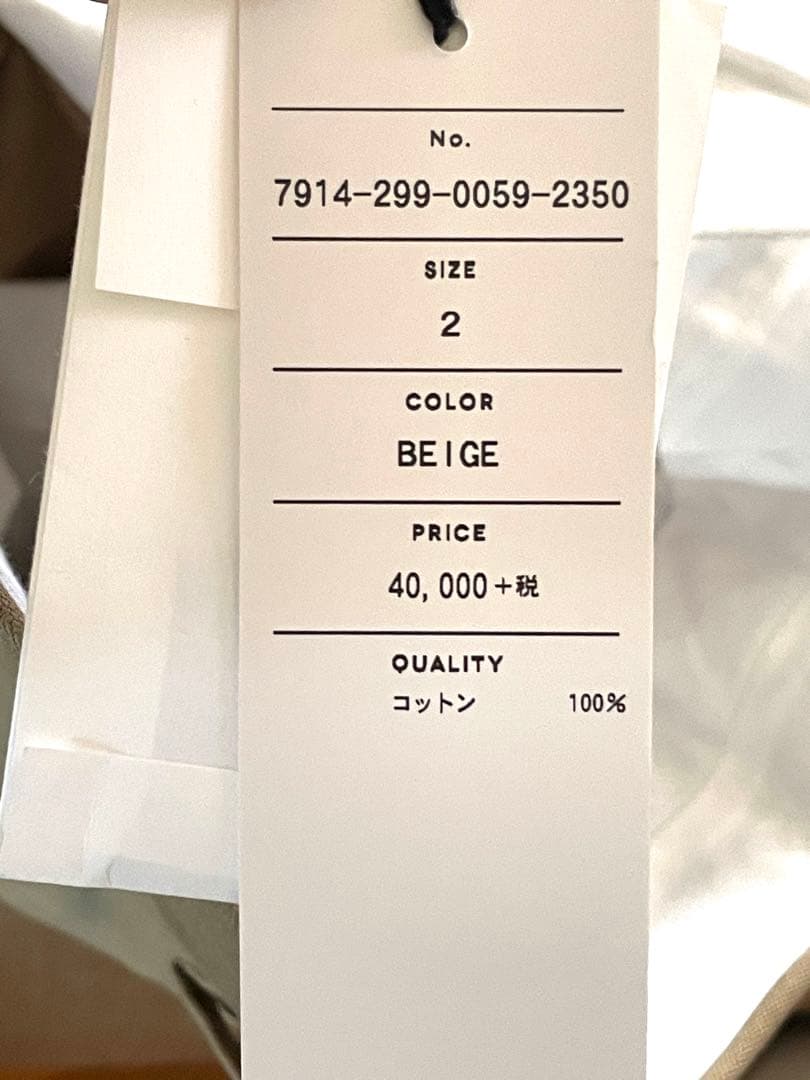 No.
7914-299-0059-2350
SIZE
2
COLOR
BEIGE
PRICE
40,000+税
QUALITY
コットン 100%